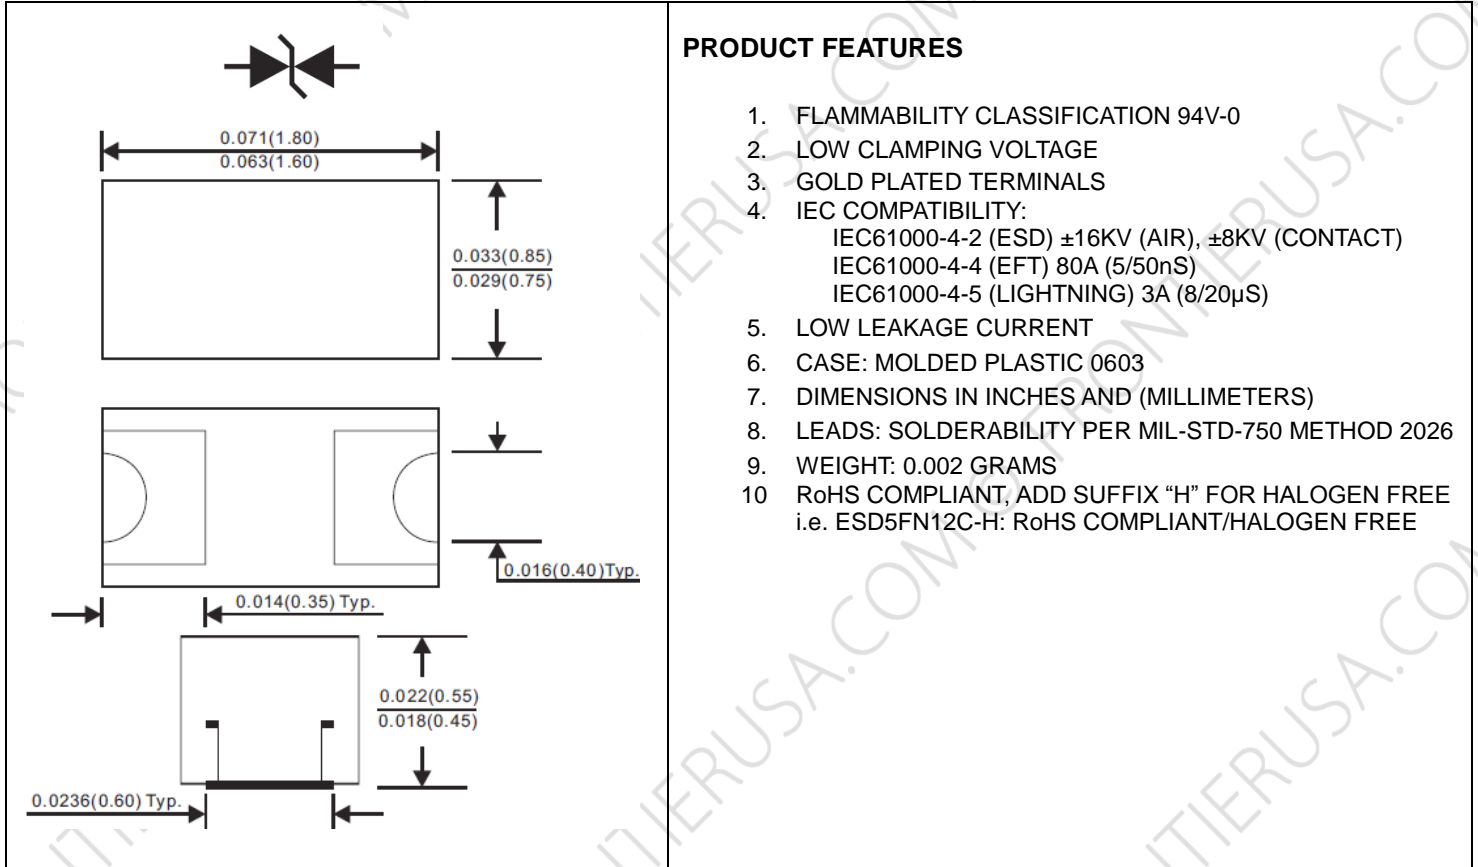 0.071(1.80)
0.063(1.60)
0.033(0.85)
0.029(0.75)
0.016(0.40)Typ.
0.014(0.35) Typ.
0.022(0.55)
0.018(0.45)
0.0236(0.60) Typ.
PRODUCT FEATURES
1. FLAMMABILITY CLASSIFICATION 94V-0
2. LOW CLAMPING VOLTAGE
3. GOLD PLATED TERMINALS
4. IEC COMPATIBILITY:
IEC61000-4-2 (ESD) ±16KV (AIR), ±8KV (CONTACT)
IEC61000-4-4 (EFT) 80A (5/50nS)
IEC61000-4-5 (LIGHTNING) 3A (8/20µS)
5. LOW LEAKAGE CURRENT
6. CASE: MOLDED PLASTIC 0603
7. DIMENSIONS IN INCHES AND (MILLIMETERS)
8. LEADS: SOLDERABILITY PER MIL-STD-750 METHOD 2026
9. WEIGHT: 0.002 GRAMS
10 RoHS COMPLIANT, ADD SUFFIX “H” FOR HALOGEN FREE
i.e. ESD5FN12C-H: RoHS COMPLIANT/HALOGEN FREE
TIERUSA.COM © FRONTIERUSA.COM